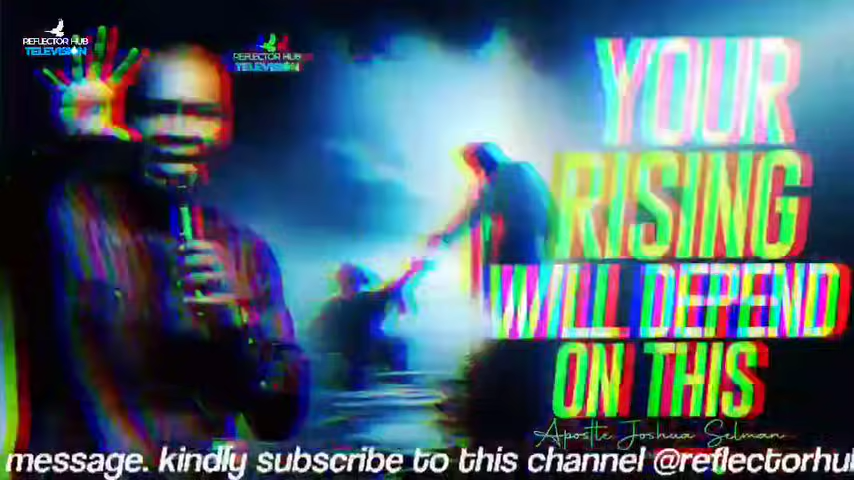 REFLECTOR HUB
TELEVISION
REFLECTOR HUB
TELEVISION
YOUR
RISING
WILL DEPEND
ON THIS
Apostle Joshua Selman
message. kindly subscribe to this channel @reflectorhu